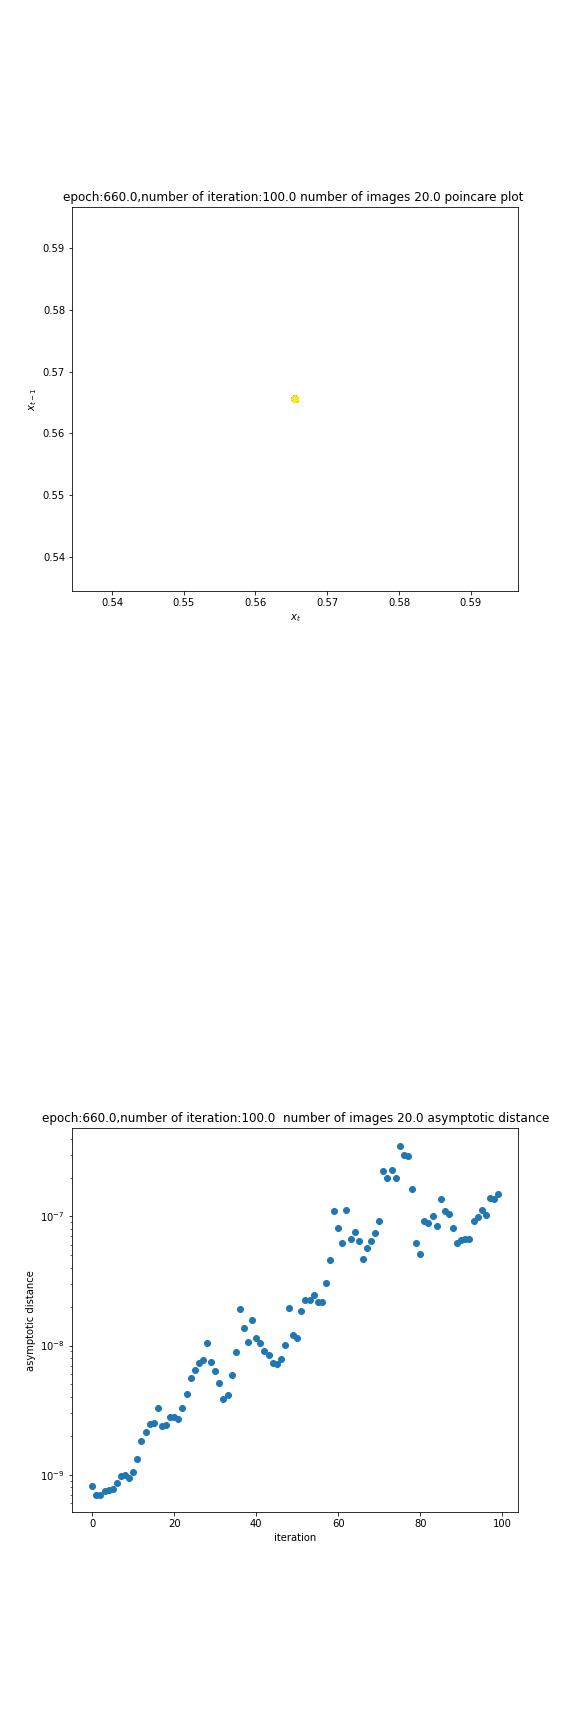 epoch:660.0,number of iteration:100.0 number of images 20.0 poincare plot
0.59
0.58
0.57
0.56
0.55
0.54
x_{t-1}
0.54 0.55 0.56 0.57 0.58 0.59
x_t
epoch:660.0,number of iteration:100.0  number of images 20.0 asymptotic distance
10^{-7}
10^{-8}
10^{-9}
asymptotic distance
0 20 40 60 80 100
iteration